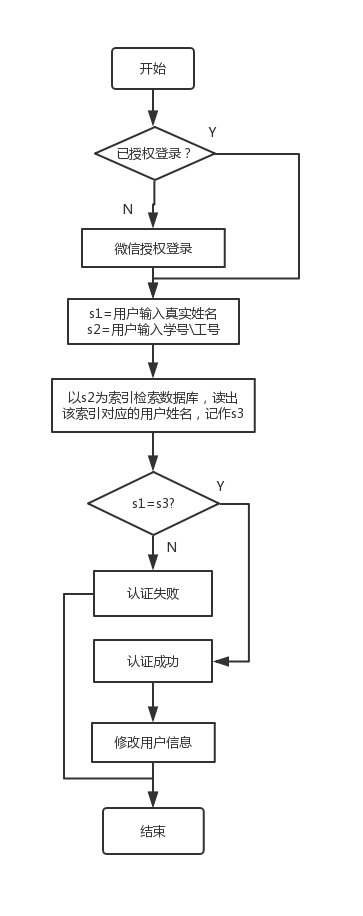 开始
已授权登录？
Y
N
微信授权登录
s1=用户输入真实姓名
s2=用户输入学号\工号
以s2为索引检索数据库，读出
该索引对应的用户姓名，记作s3
s1=s3?
Y
N
认证失败
认证成功
修改用户信息
结束